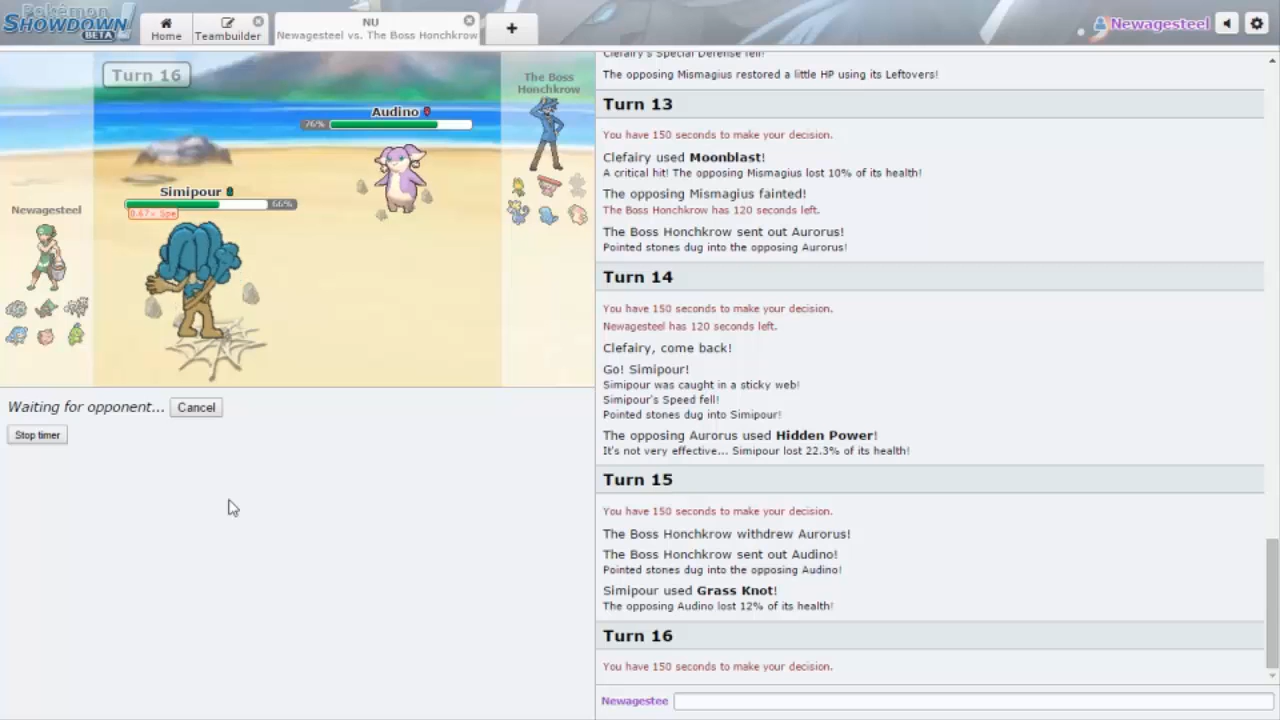 Pokémon
SHOWDOWN!
BETA
Home
Teambuilder
NU
Newagesteel vs. The Boss Honchkrow
+
Newagesteel
Turn 16
The Boss
Honchkrow
Audino
76%
Simipour
66%
0.67× Spe
Newagesteel
Waiting for opponent... Cancel
Stop timer
Clefairy's Special Defense fell!
The opposing Mismagius restored a little HP using its Leftovers!
Turn 13
You have 150 seconds to make your decision.
Clefairy used Moonblast!
A critical hit! The opposing Mismagius lost 10% of its health!
The opposing Mismagius fainted!
The Boss Honchkrow has 120 seconds left.
The Boss Honchkrow sent out Aurorus!
Pointed stones dug into the opposing Aurorus!
Turn 14
You have 150 seconds to make your decision.
Newagesteel has 120 seconds left.
Clefairy, come back!
Go! Simipour!
Simipour was caught in a sticky web!
Simipour's Speed fell!
Pointed stones dug into Simipour!
The opposing Aurorus used Hidden Power!
It's not very effective... Simipour lost 22.3% of its health!
Turn 15
You have 150 seconds to make your decision.
The Boss Honchkrow withdrew Aurorus!
The Boss Honchkrow sent out Audino!
Pointed stones dug into the opposing Audino!
Simipour used Grass Knot!
The opposing Audino lost 12% of its health!
Turn 16
You have 150 seconds to make your decision.
Newagestee